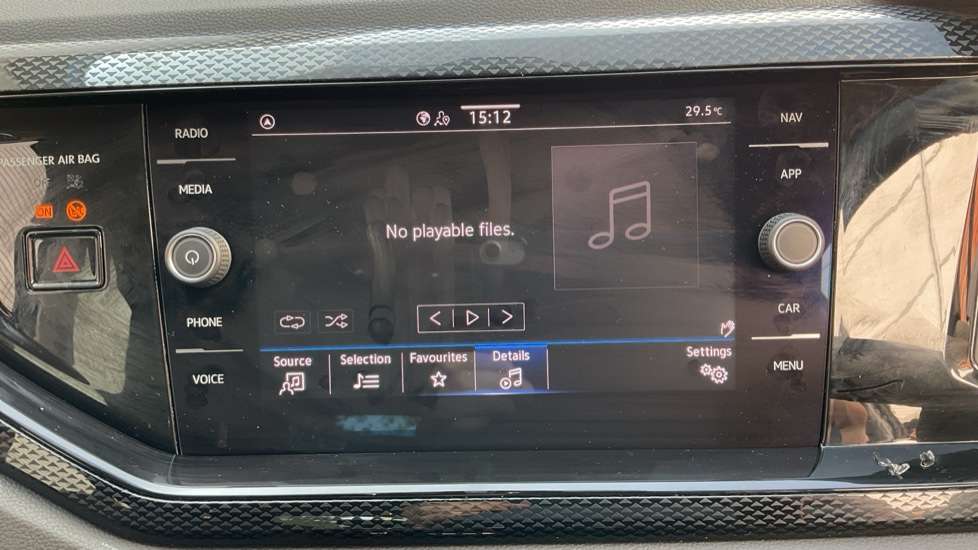 RADIO
MEDIA
PHONE
VOICE
PASSENGER AIR BAG
ON
15:12
29.5°C
No playable files.
Source
Selection
Favourites
Details
Settings
NAV
APP
CAR
MENU